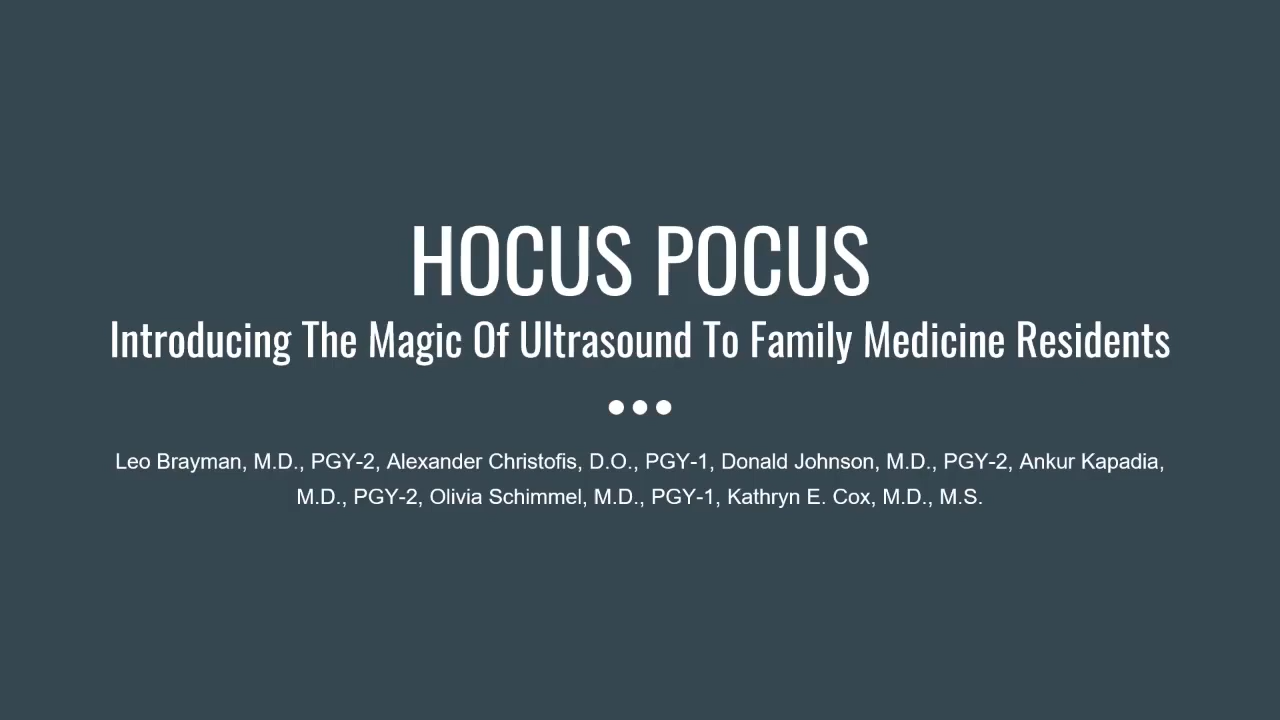 HOCUS POCUS
Introducing The Magic Of Ultrasound To Family Medicine Residents
Leo Brayman, M.D., PGY-2, Alexander Christofis, D.O., PGY-1, Donald Johnson, M.D., PGY-2, Ankur Kapadia,
M.D., PGY-2, Olivia Schimmel, M.D., PGY-1, Kathryn E. Cox, M.D., M.S.